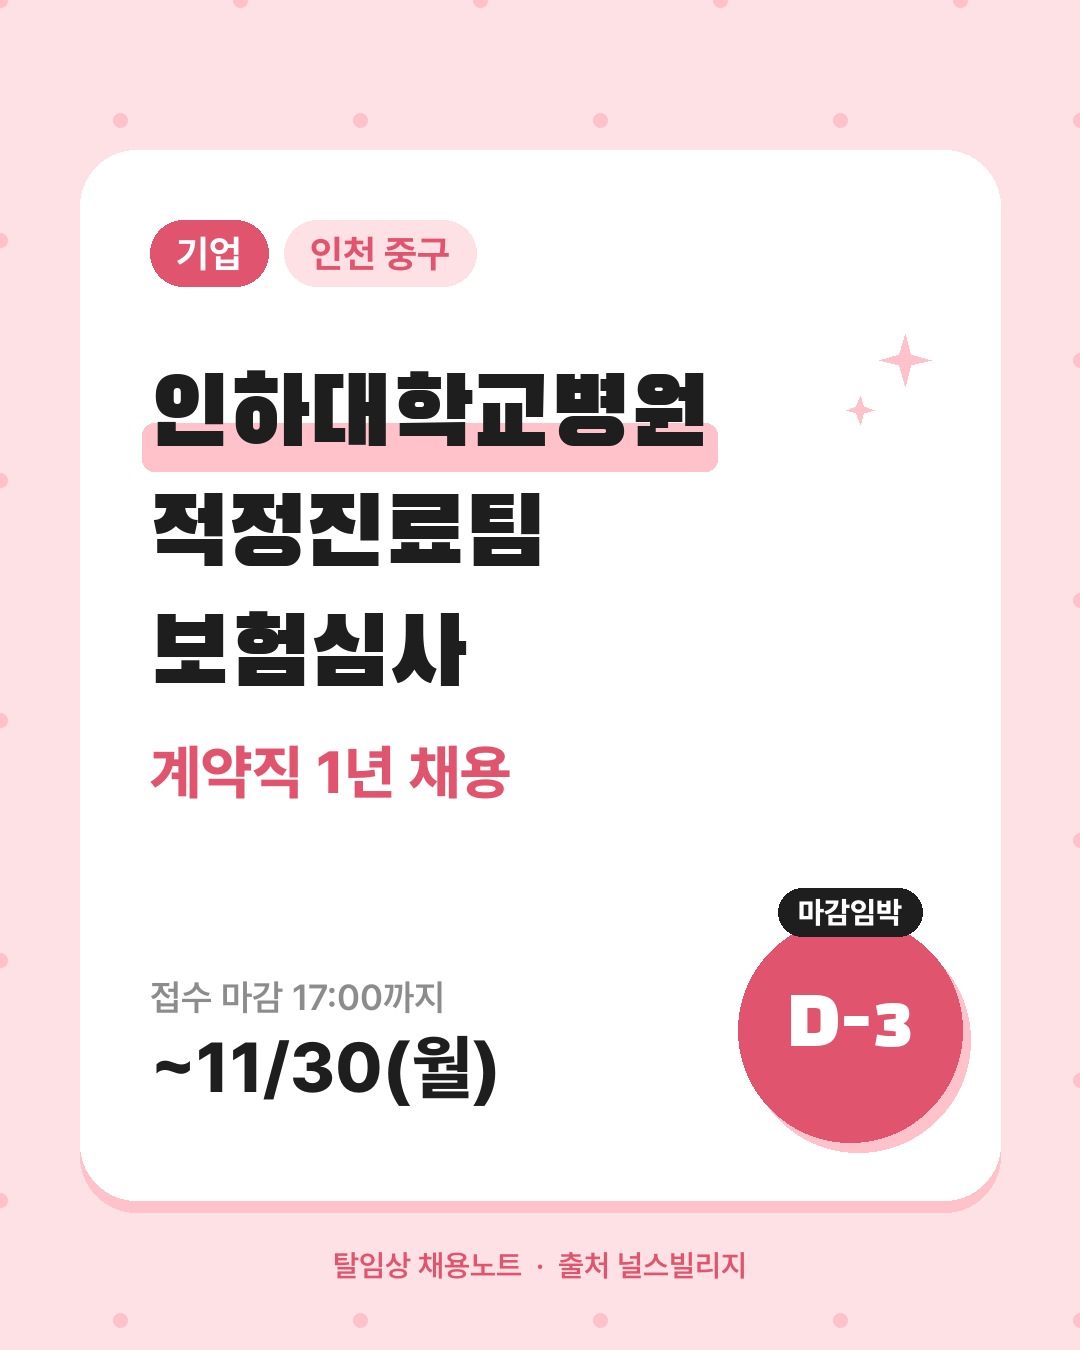 기업 인천 중구
인하대학교병원
적정진료팀
보험심사
계약직 1년 채용
마감임박
D-3
접수 마감 17:00까지
~11/30(월)
탈임상 채용노트 · 출처 널스빌리지